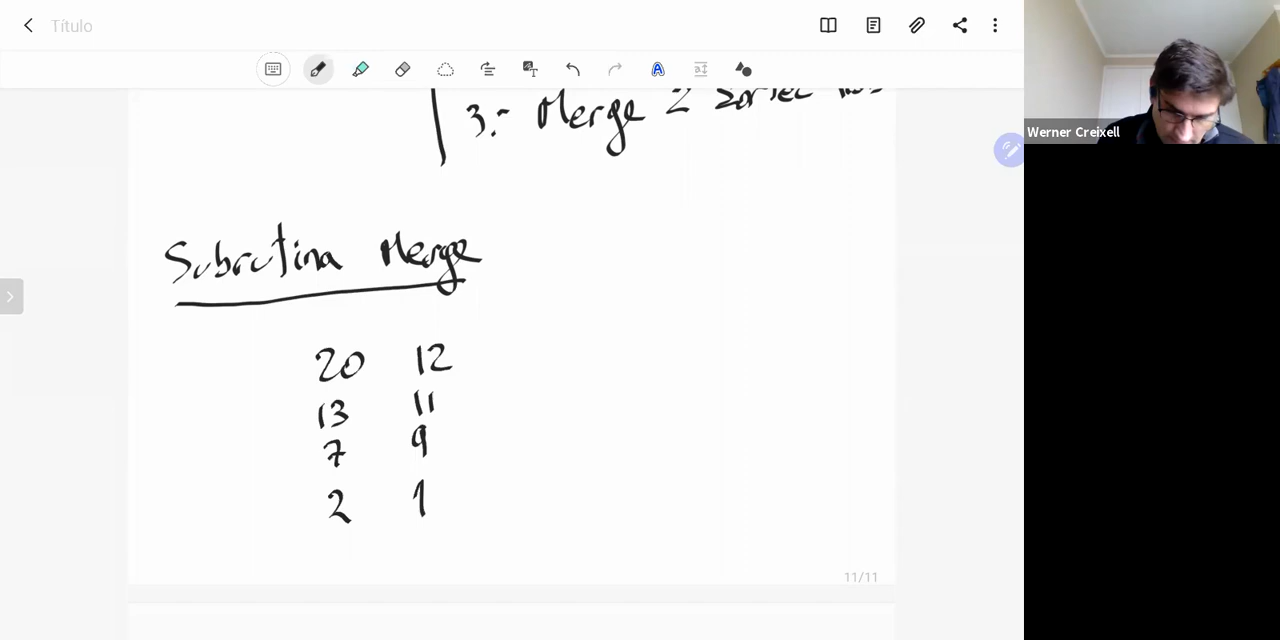 Título
3.- Merge 2 Sorted
Werner Creixell
Subrutina Merge
20 12
13 11
7 9
2 1
11/11